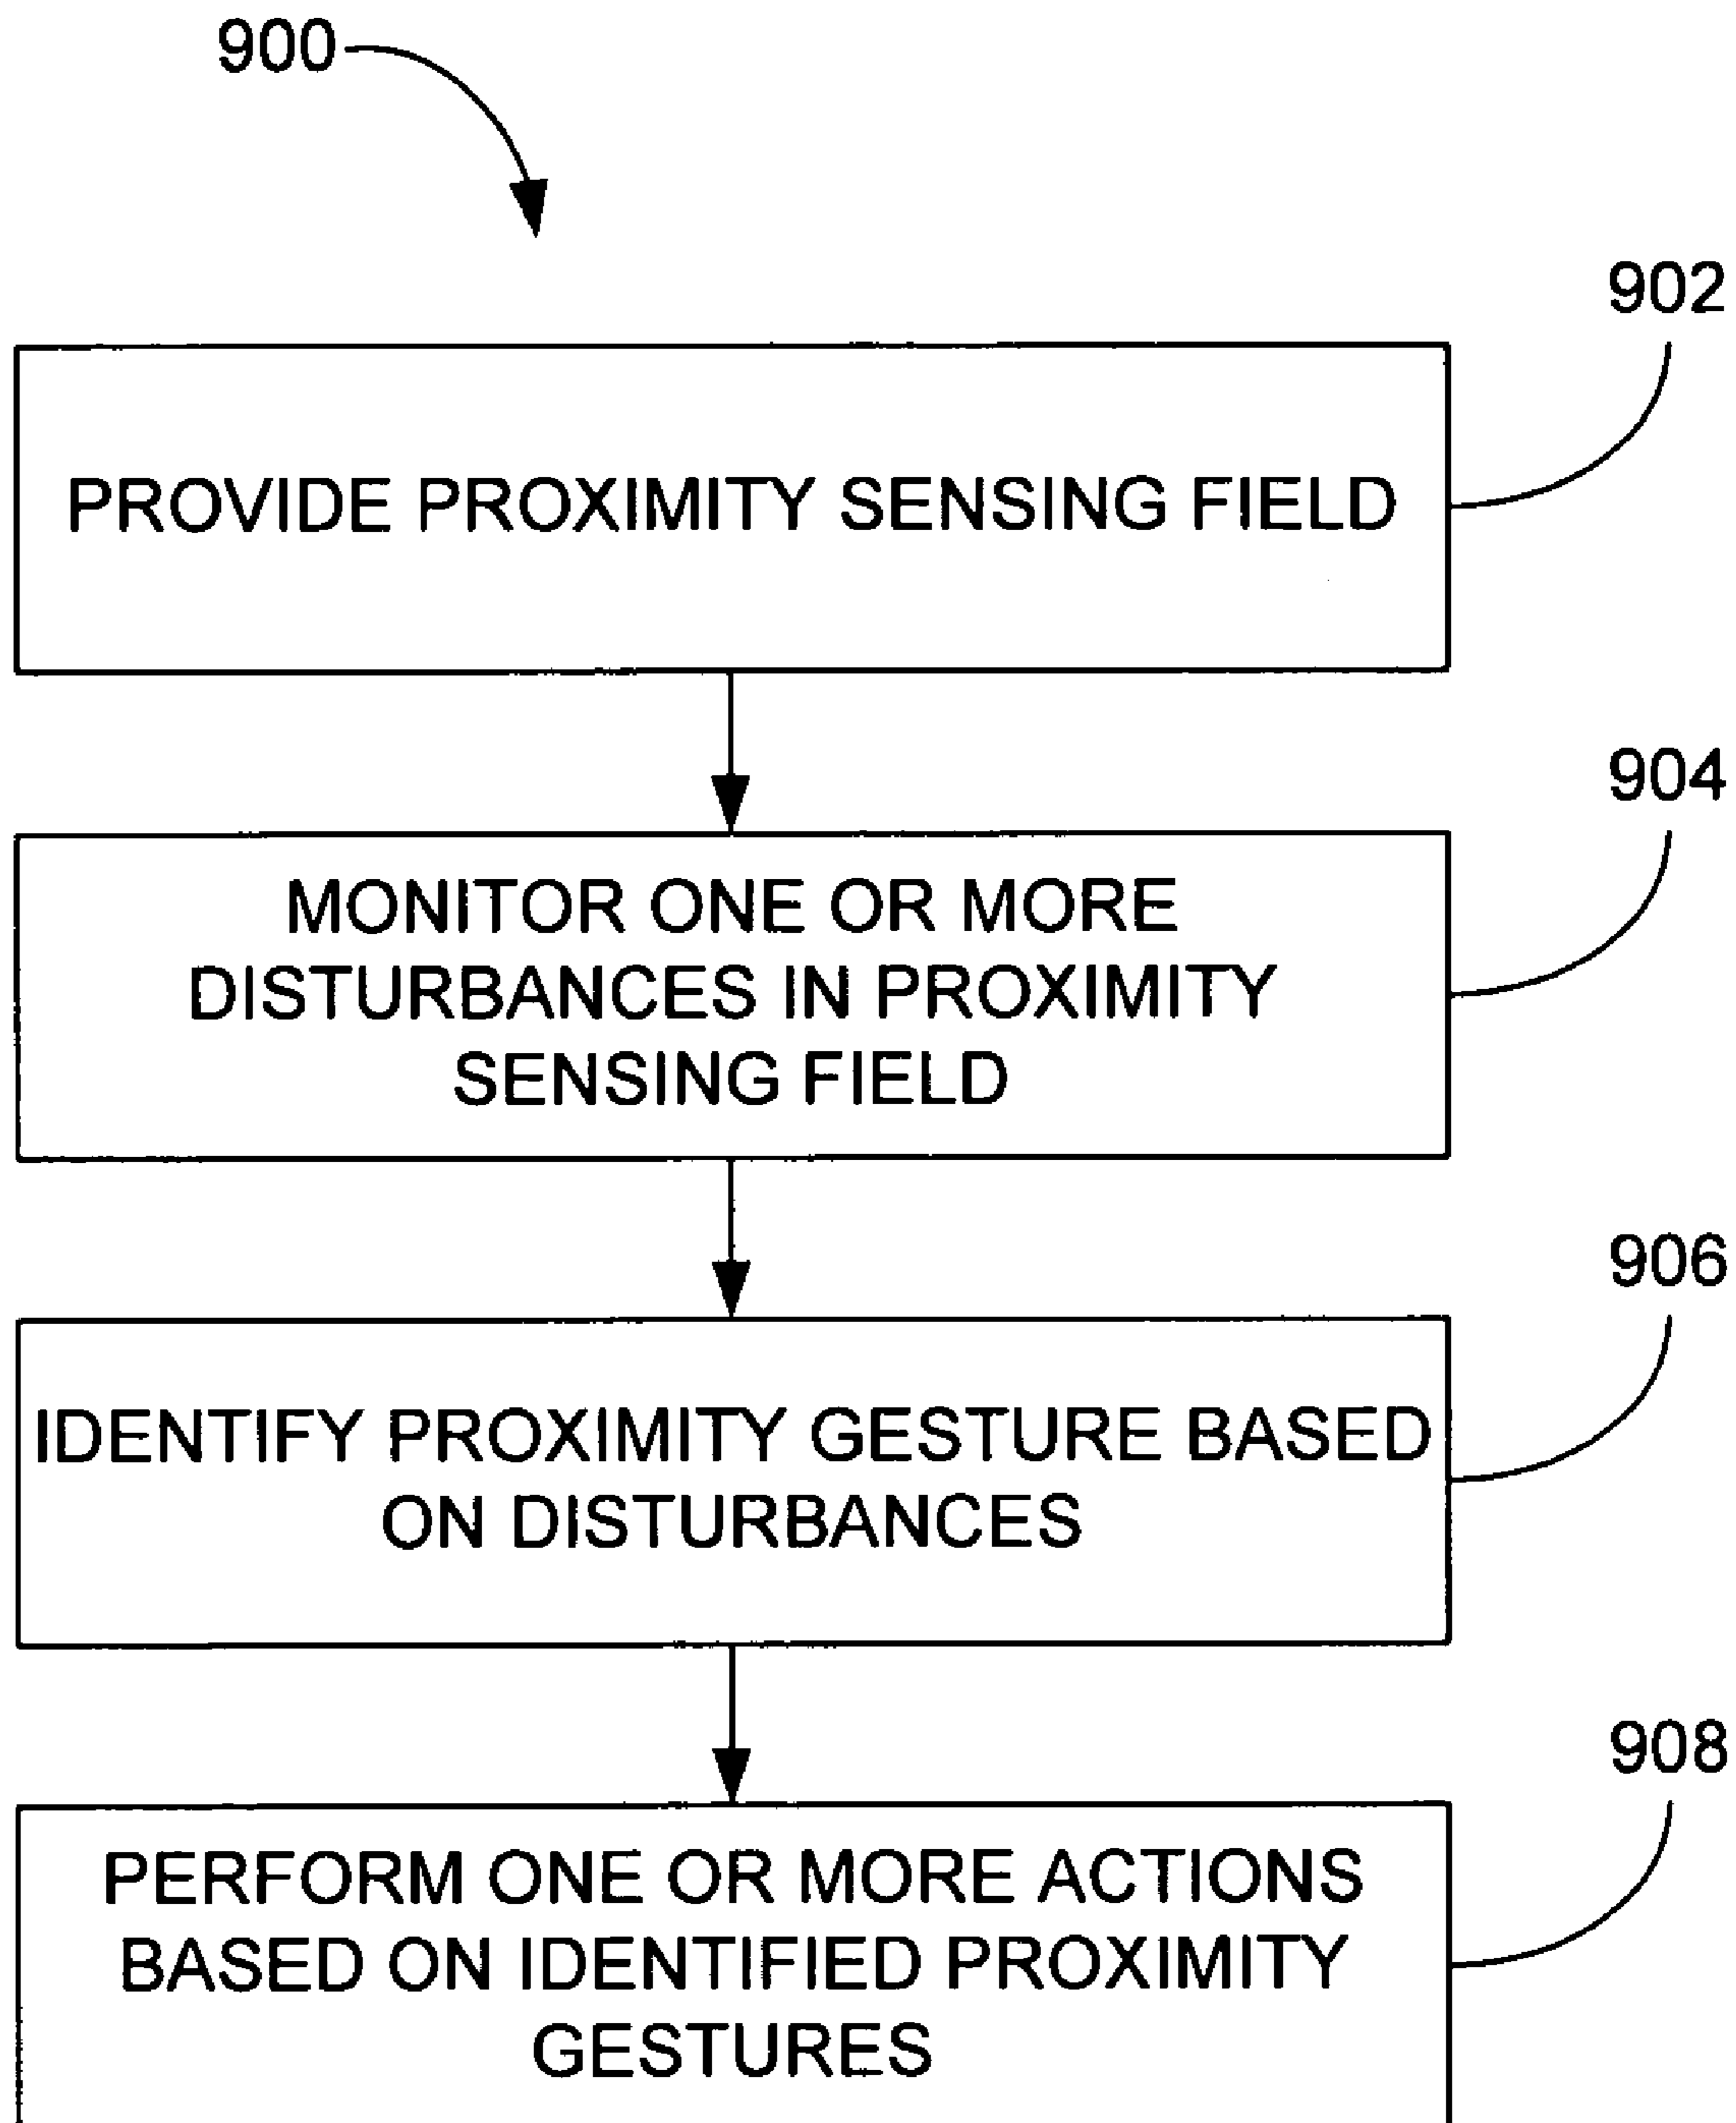 900
902
PROVIDE PROXIMITY SENSING FIELD
904
MONITOR ONE OR MORE
DISTURBANCES IN PROXIMITY
SENSING FIELD
906
IDENTIFY PROXIMITY GESTURE BASED
ON DISTURBANCES
908
PERFORM ONE OR MORE ACTIONS
BASED ON IDENTIFIED PROXIMITY
GESTURES